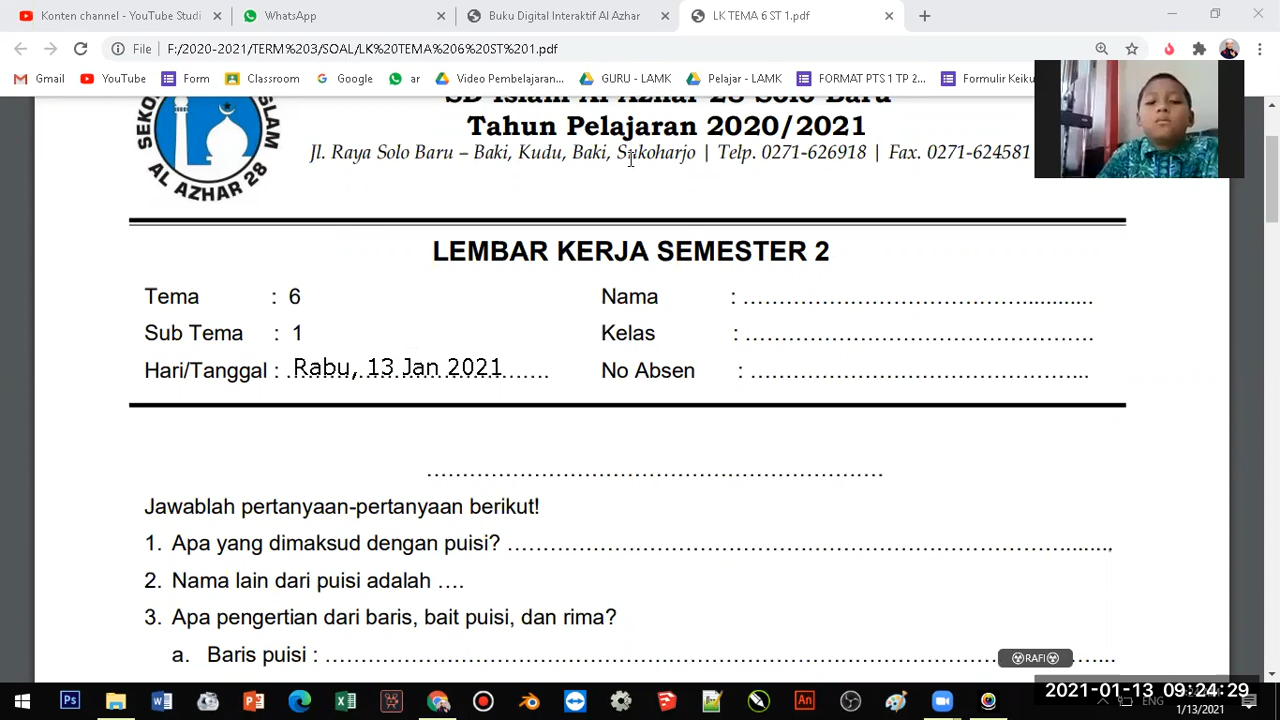 Konten channel - YouTube Studi
WhatsApp
Buku Digital Interaktif Al Azhar
LK TEMA 6 ST 1.pdf
File
F:/2020-2021/TERM%203/SOAL/LK%20TEMA%206%20ST%201.pdf
Gmail
YouTube
Form
Classroom
Google
ar
Video Pembelajaran...
GURU - LAMK
Pelajar - LAMK
FORMAT PTS 1 TP 2...
Formulir Keiku
SD Islam Al Azhar 28 Solo Baru
Tahun Pelajaran 2020/2021
Jl. Raya Solo Baru – Baki, Kudu, Baki, Sukoharjo | Telp. 0271-626918 | Fax. 0271-624581
AL AZHAR 28
LEMBAR KERJA SEMESTER 2
Tema : 6
Nama : ……………………………………...........
Sub Tema : 1
Kelas : ………………………………………….
Hari/Tanggal : Rabu, 13 Jan 2021
No Absen : ………………………………………...
……………………………………………………….
Jawablah pertanyaan-pertanyaan berikut!
1. Apa yang dimaksud dengan puisi? …………………………………………………………………….......,
2. Nama lain dari puisi adalah ….
3. Apa pengertian dari baris, bait puisi, dan rima?
a. Baris puisi : …………………………………………………………………………………………...
RAFI
2021-01-13 09:24:29
ENG
1/13/2021